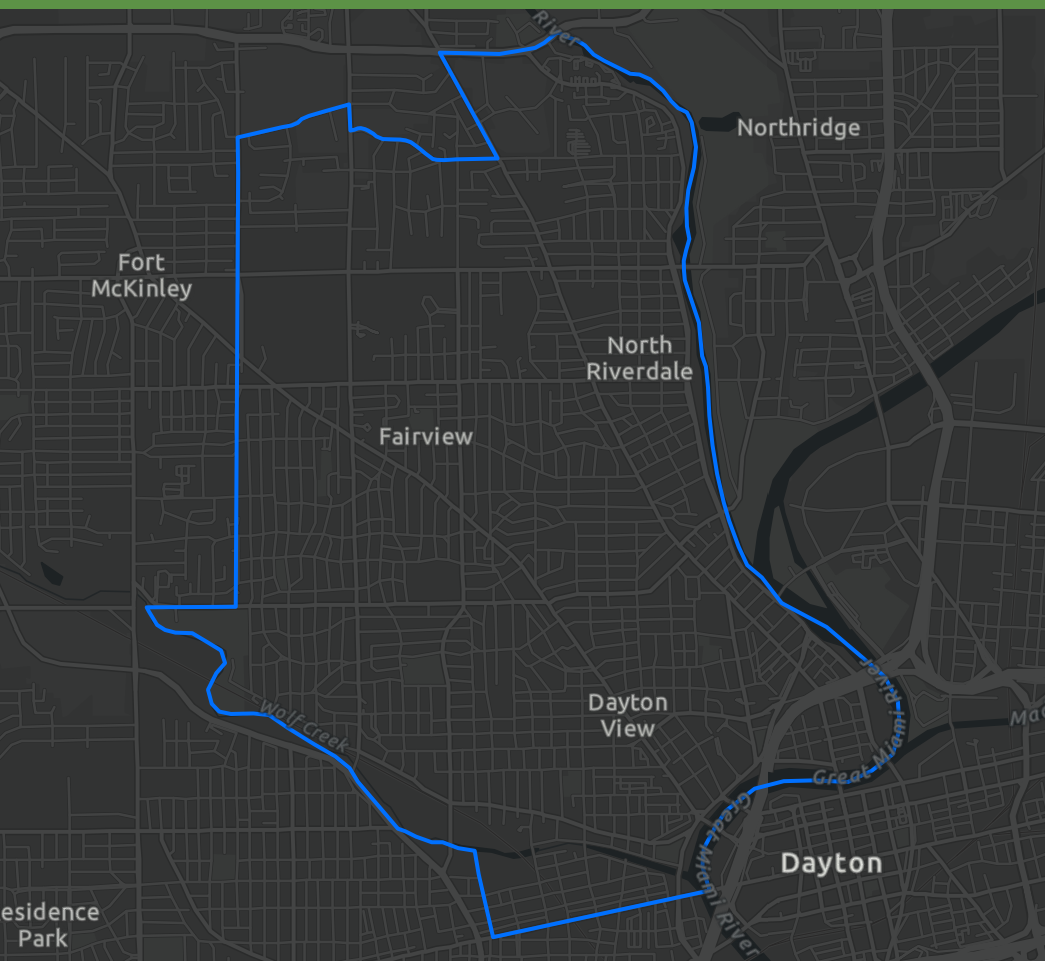 River
Northridge
Fort
McKinley
North
Riverdale
Fairview
Wolf Creek
Dayton
View
Great Miami River
Mad
Great Miami River
Dayton
esidence
Park